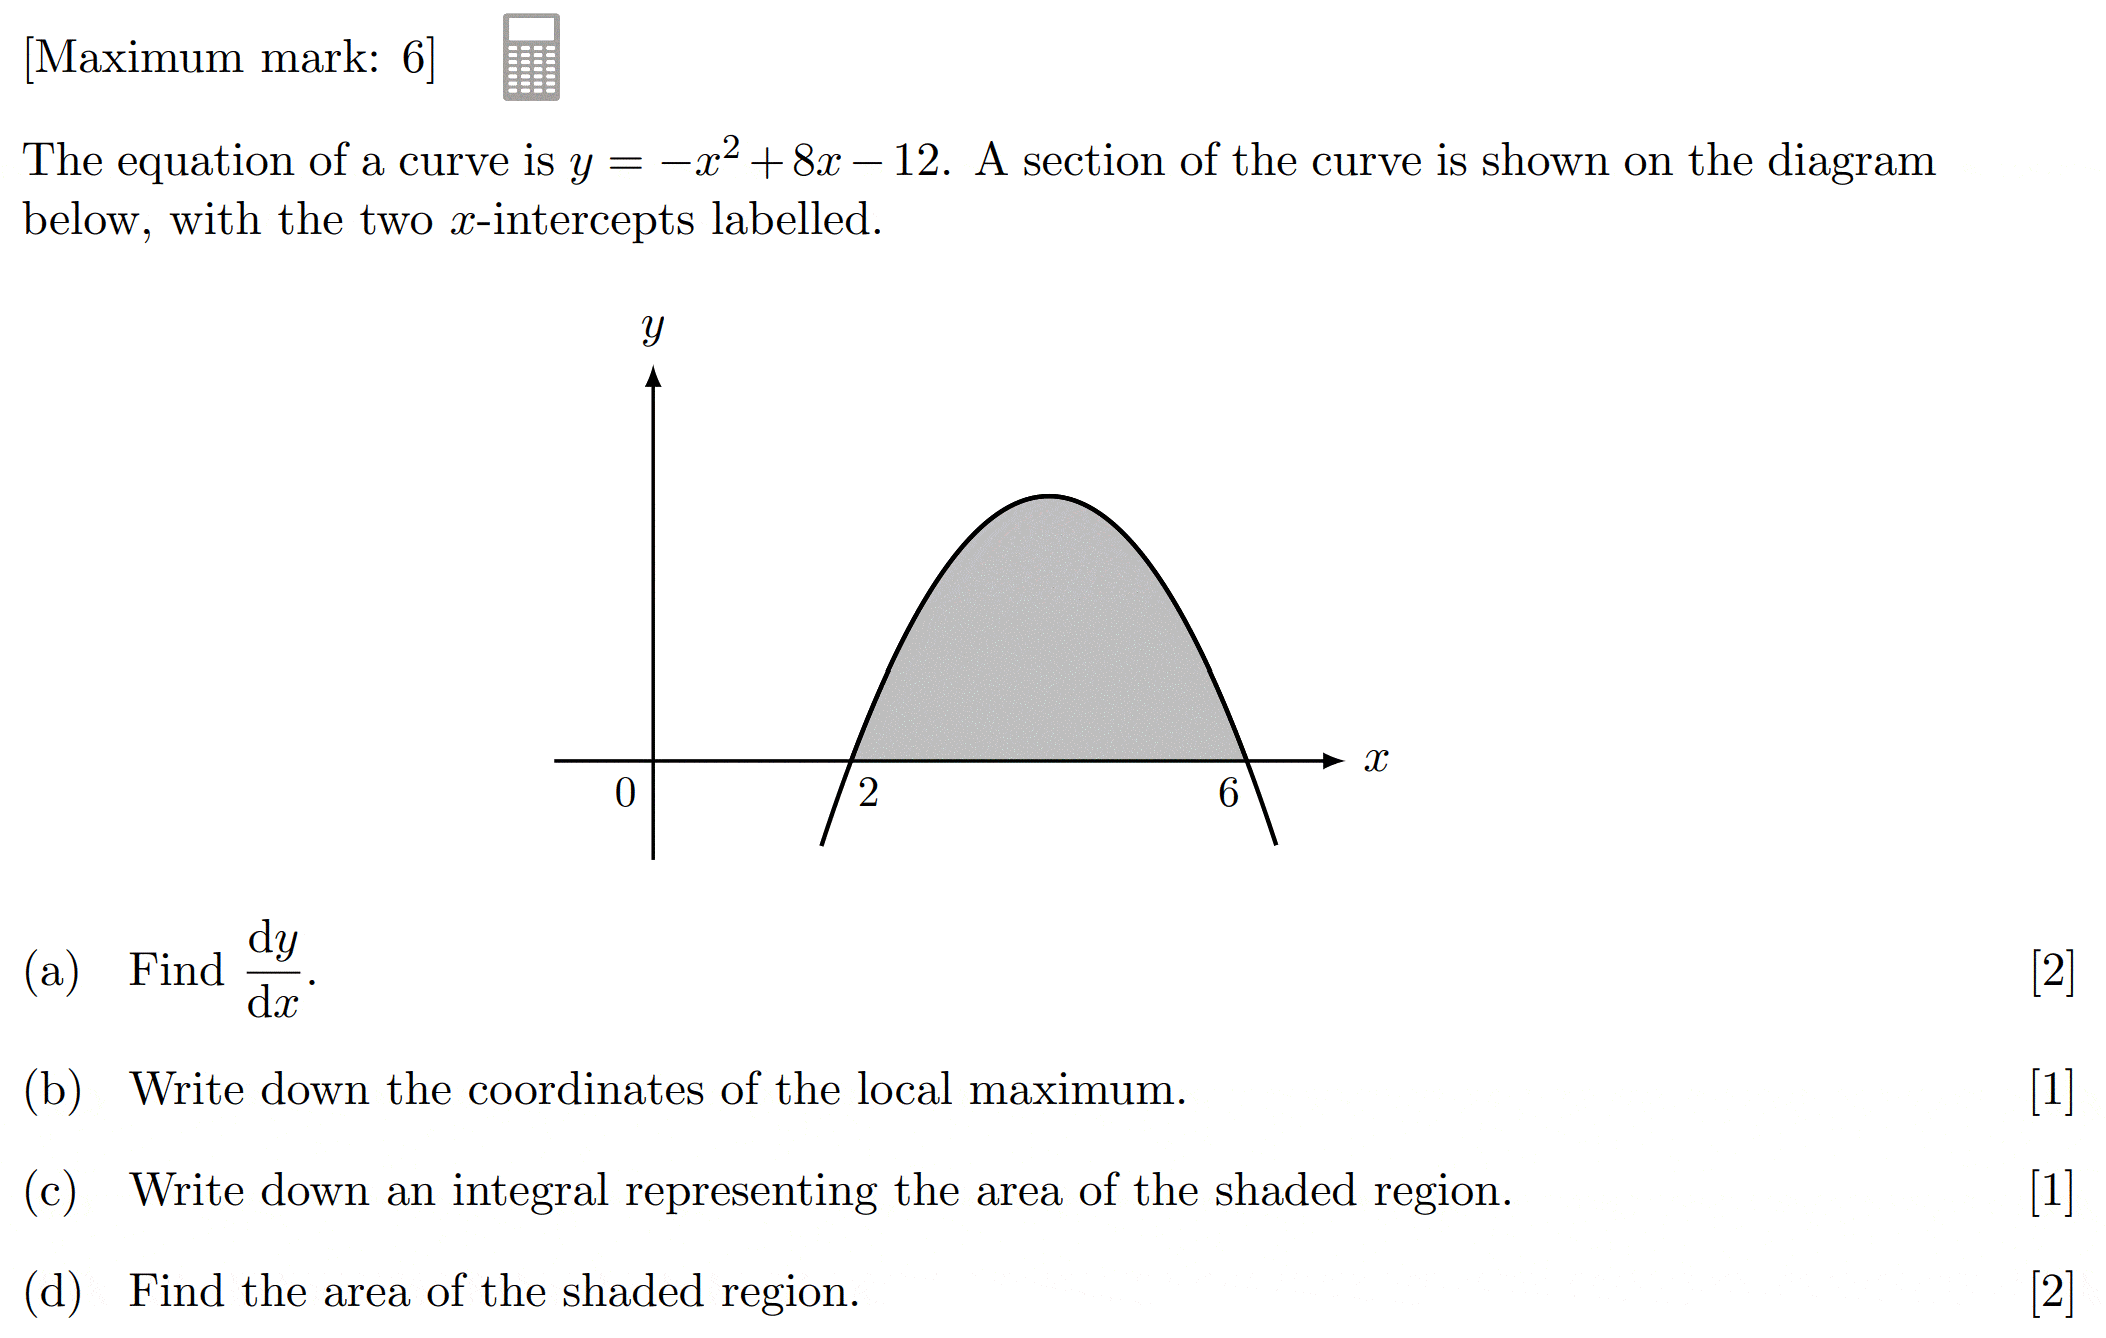 [Maximum mark: 6]
The equation of a curve is y = −x² + 8x − 12. A section of the curve is shown on the diagram
below, with the two x-intercepts labelled.
y
x
0 2 6
(a) Find dy/dx. [2]
(b) Write down the coordinates of the local maximum. [1]
(c) Write down an integral representing the area of the shaded region. [1]
(d) Find the area of the shaded region. [2]